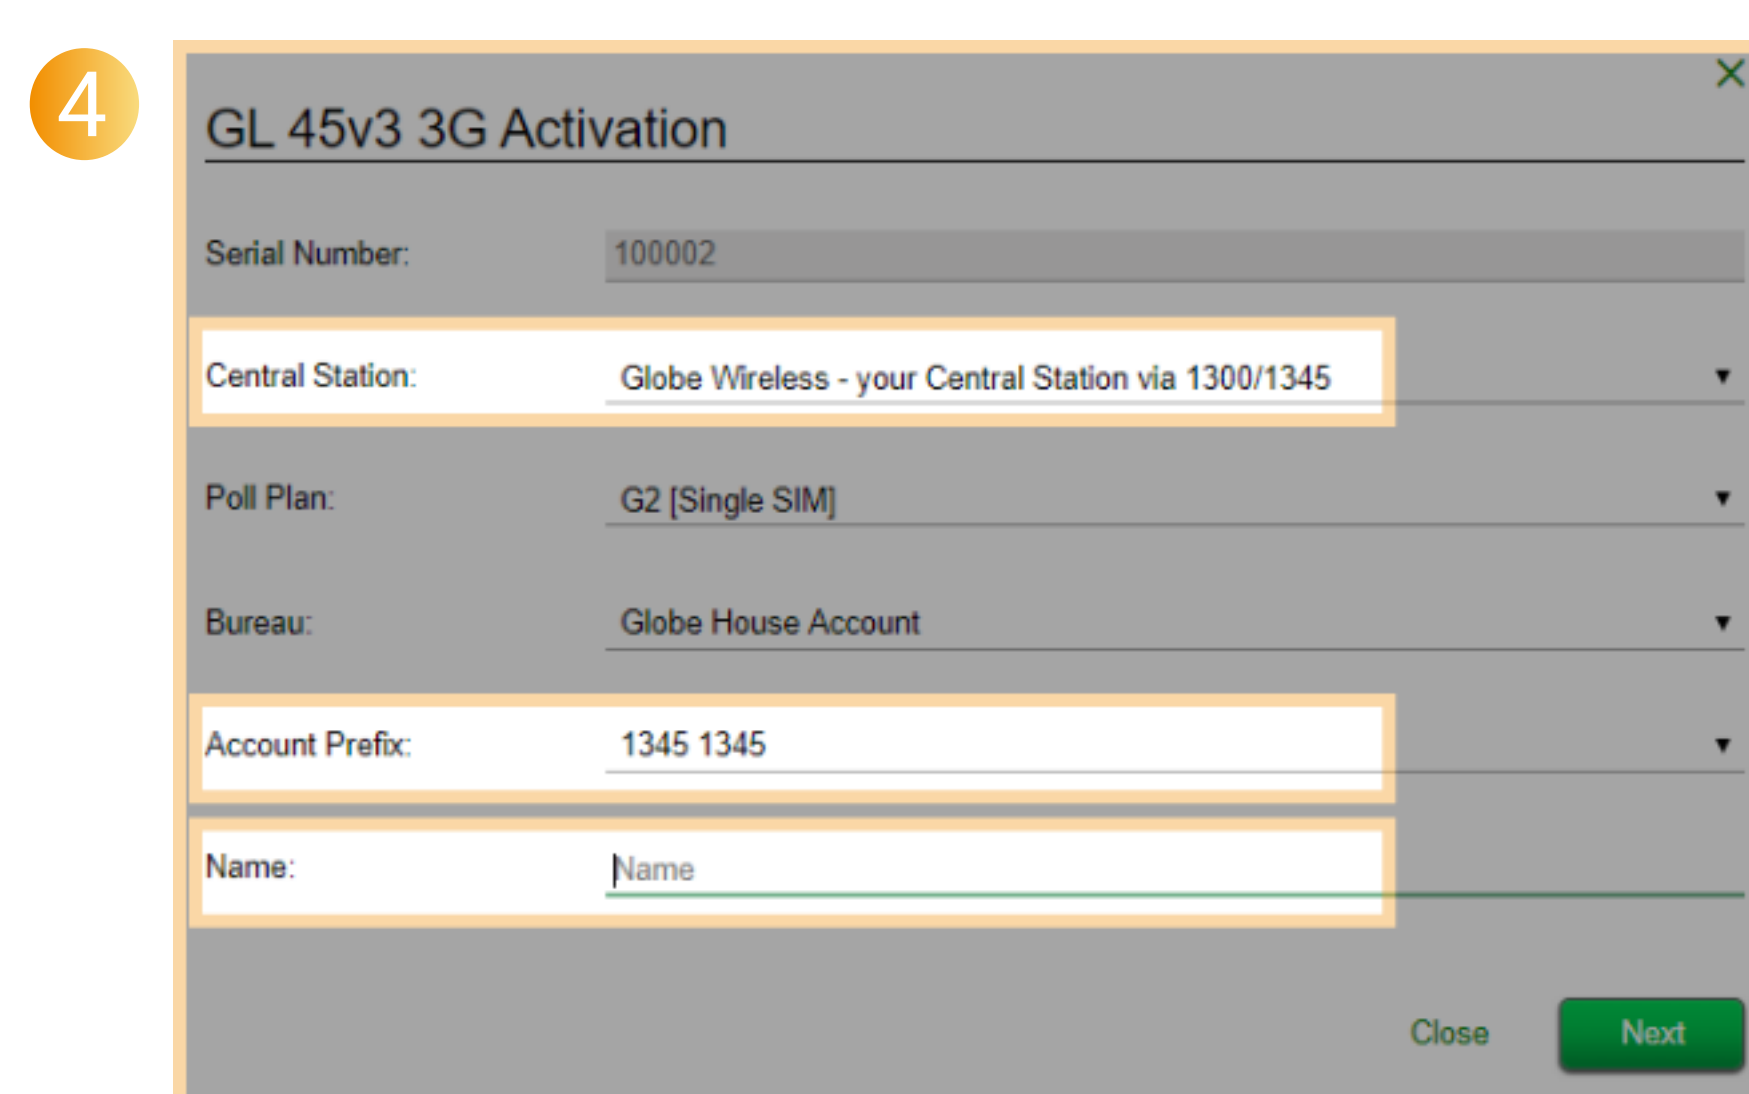 4
GL 45v3 3G Activation
Serial Number: 100002
Central Station: Globe Wireless - your Central Station via 1300/1345
Poll Plan: G2 [Single SIM]
Bureau: Globe House Account
Account Prefix: 1345 1345
Name: Name
Close Next